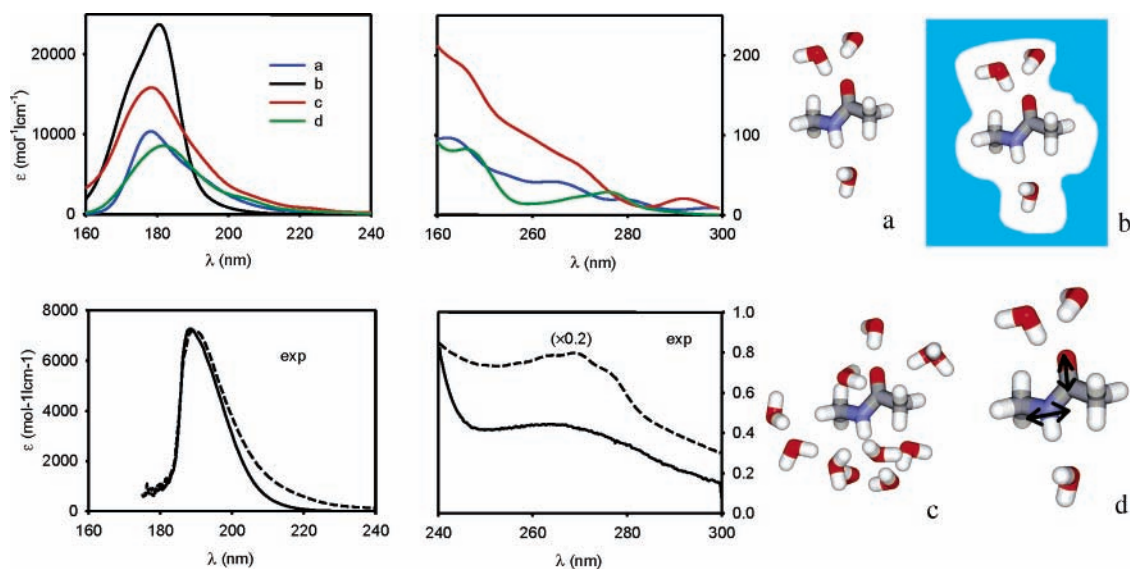 20000
10000
0
ε (mol⁻¹lcm⁻¹)
a
b
c
d
160 180 200 220 240
λ (nm)
200
100
0
160 260 280 300
λ (nm)
a
b
8000
6000
4000
2000
0
ε (mol-1lcm-1)
exp
160 180 200 220 240
λ (nm)
(×0.2)
exp
1.0
0.8
0.6
0.4
0.2
0.0
240 260 280 300
λ (nm)
c
d